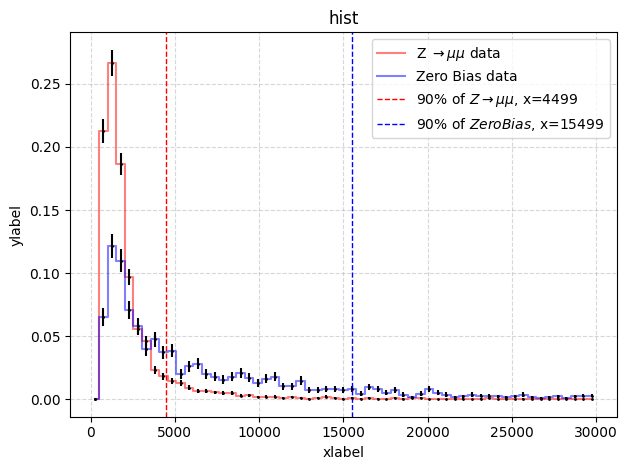 hist
Z →μμ data
Zero Bias data
90% of Z→μμ, x=4499
90% of ZeroBias, x=15499
0.25
0.20
0.15
0.10
0.05
0.00
ylabel
0 5000 10000 15000 20000 25000 30000
xlabel